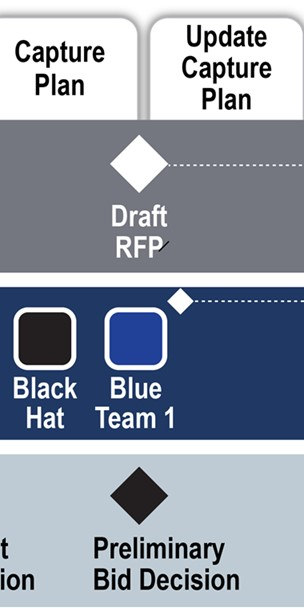 Capture
Plan
Update
Capture
Plan
Draft
RFP
Black
Hat
Blue
Team 1
Preliminary
Bid Decision